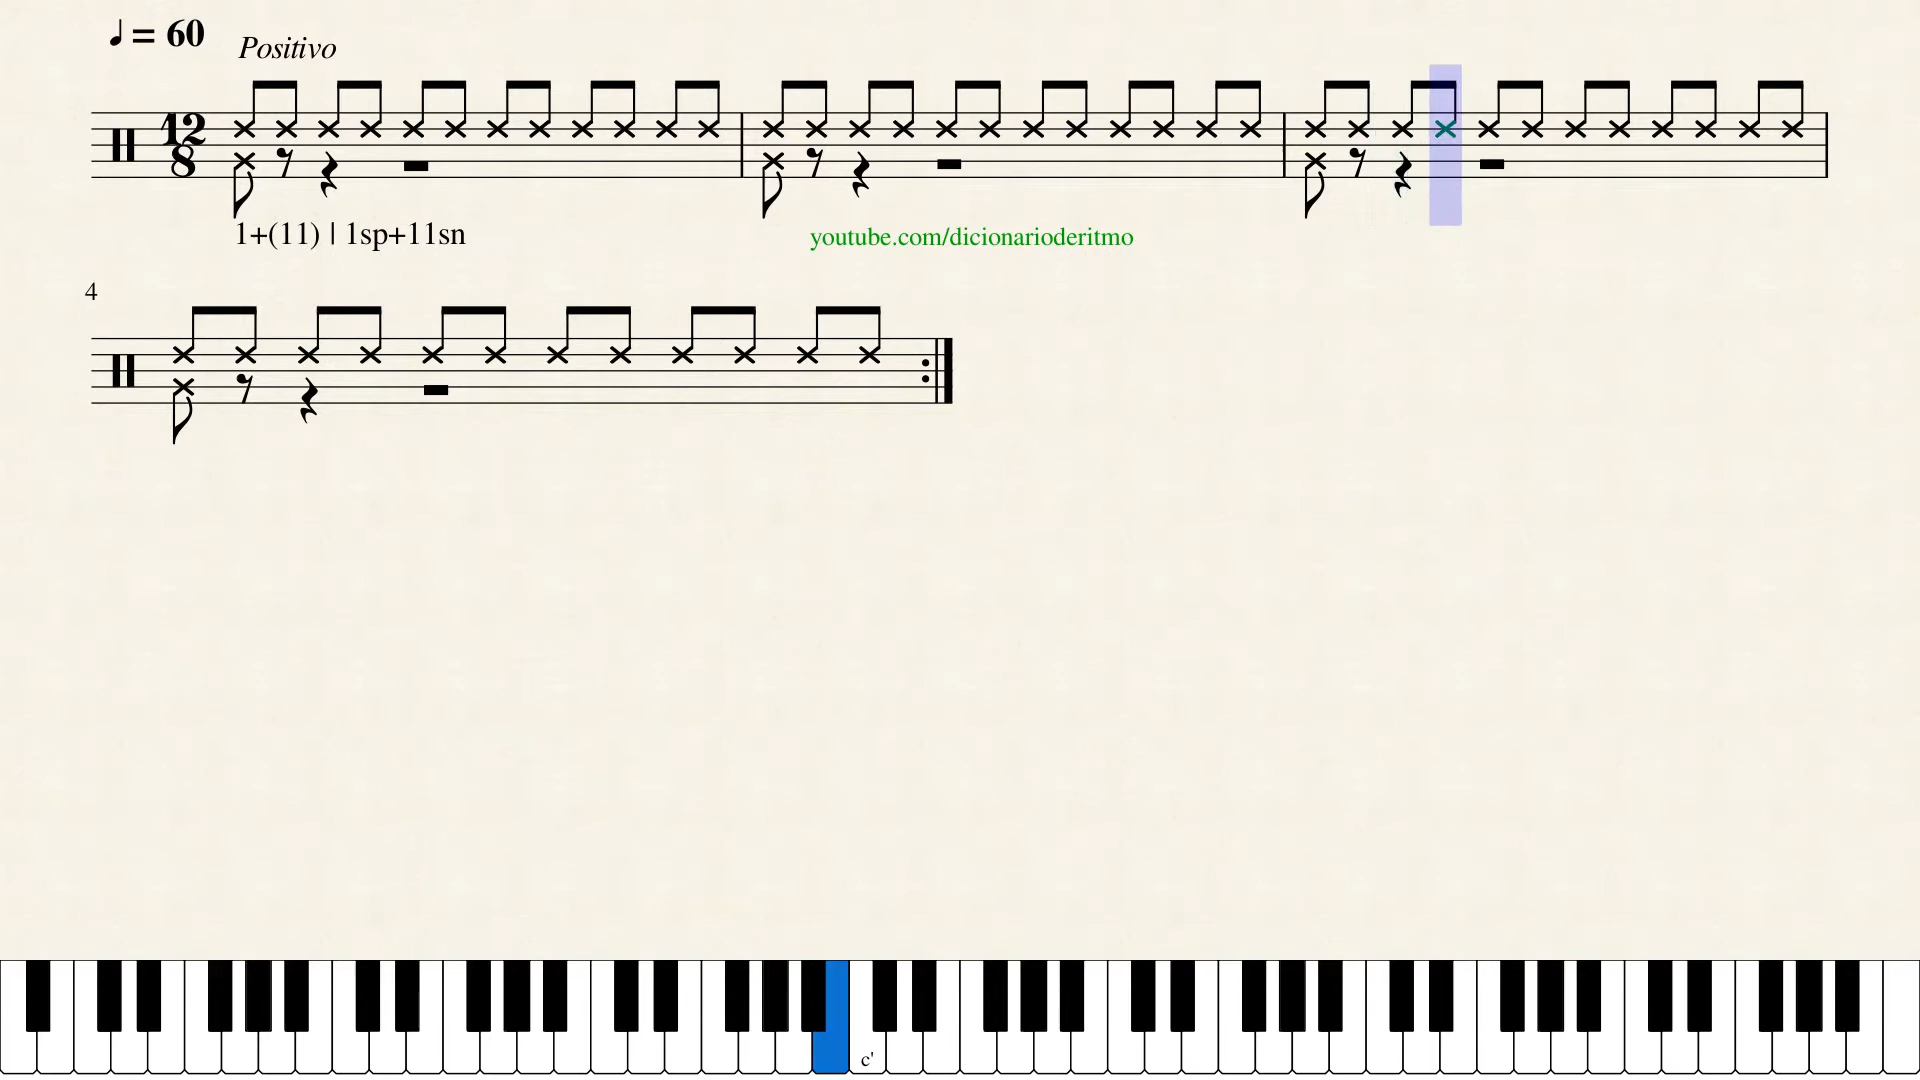 ♩= 60
Positivo
12
8
1+(11) | 1sp+11sn
youtube.com/dicionarioderitmo
4
c'